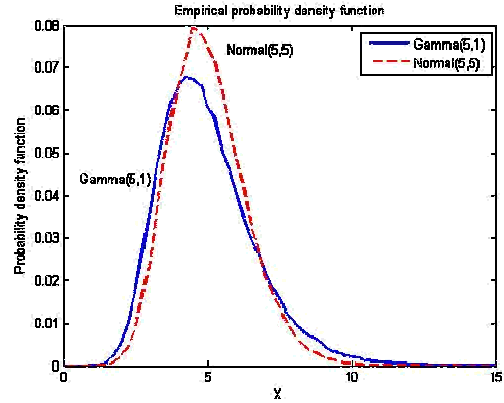 Empirical probability density function
0.08
0.07
0.06
0.05
0.04
0.03
0.02
0.01
0
Probability density function
Normal(5,5)
Gamma(5,1)
Gamma(5,1)
Normal(5,5)
0
5
10
15
X